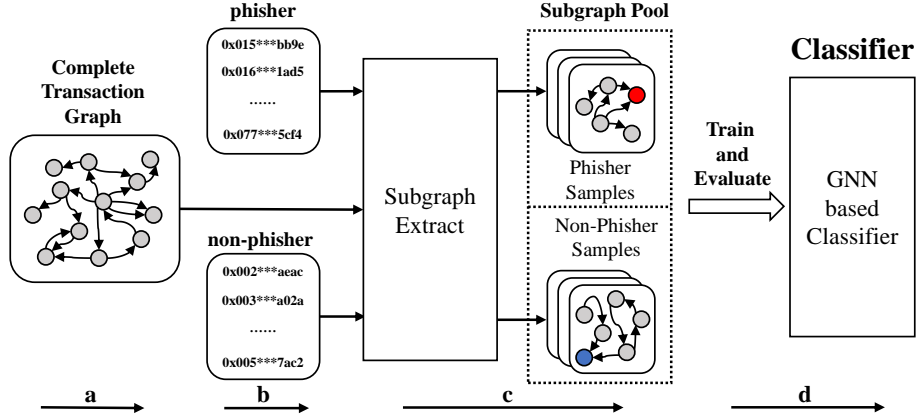 Complete
Transaction
Graph
phisher
0x015***bb9e
0x016***1ad5
......
0x077***5cf4
non-phisher
0x002***aeac
0x003***a02a
......
0x005***7ac2
Subgraph
Extract
Subgraph Pool
Phisher
Samples
Non-Phisher
Samples
Train
and
Evaluate
Classifier
GNN
based
Classifier
a
b
c
d